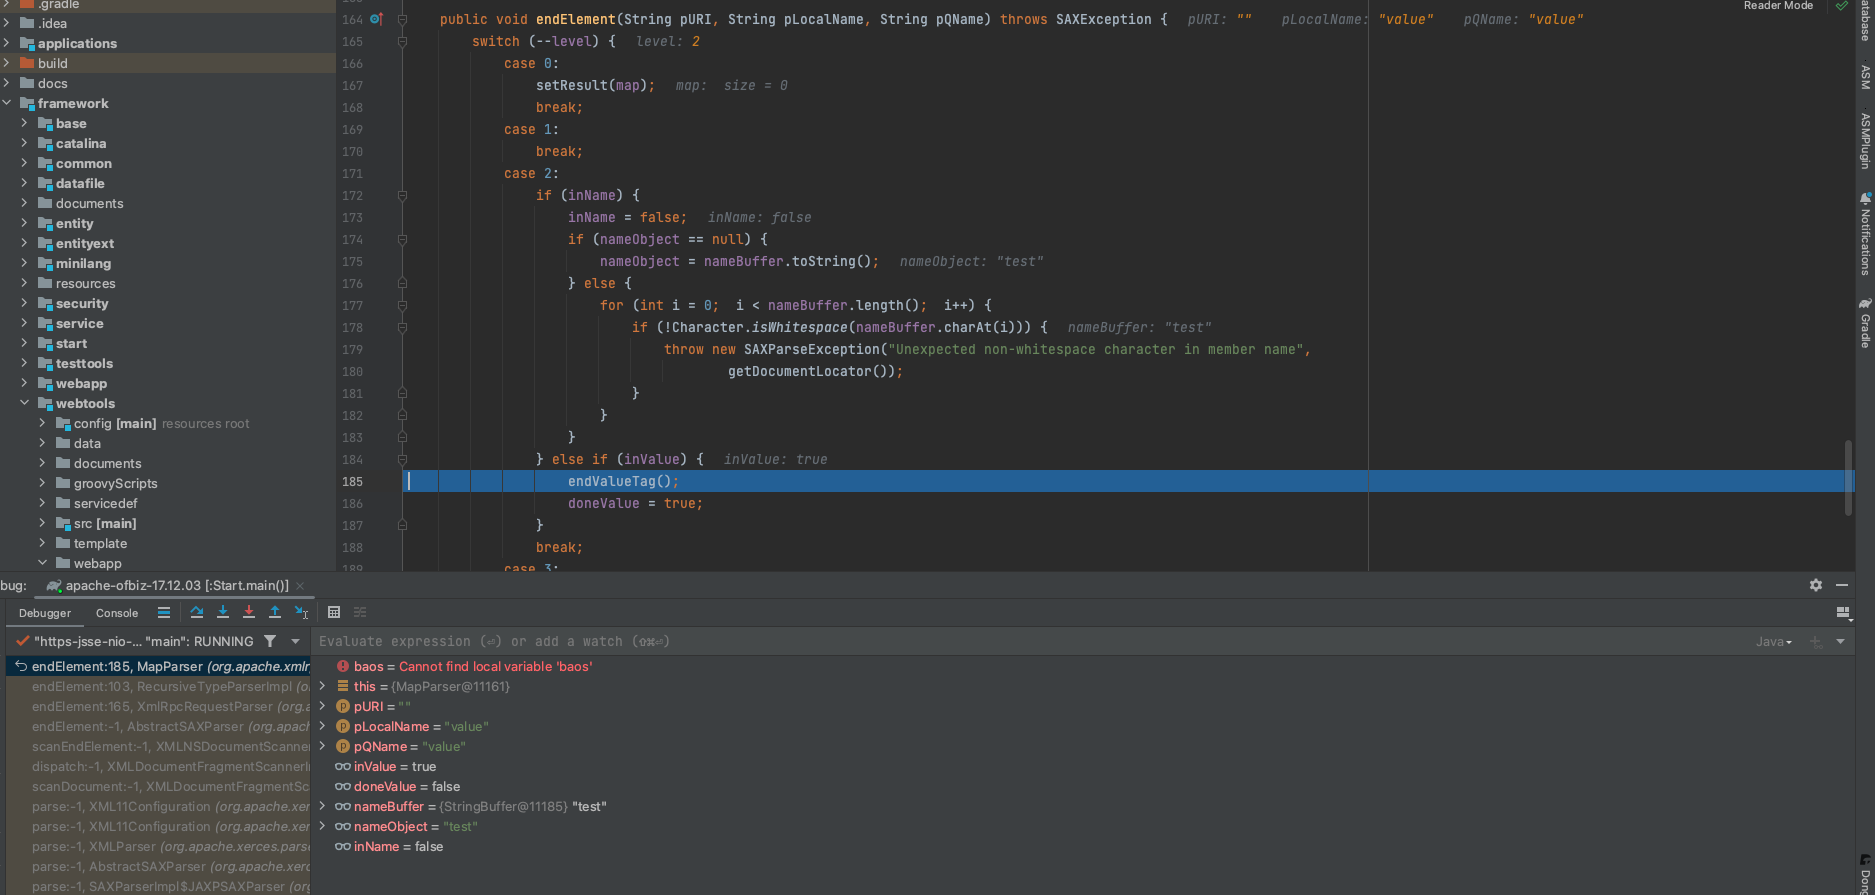 .gradle
.idea
applications
build
docs
framework
base
catalina
common
datafile
documents
entity
entityext
minilang
resources
security
service
start
testtools
webapp
webtools
config [main] resources root
data
documents
groovyScripts
servicedef
src [main]
template
webapp
Reader Mode
164 public void endElement(String pURI, String pLocalName, String pQName) throws SAXException { pURI: "" pLocalName: "value" pQName: "value"
165 switch (--level) { level: 2
166 case 0:
167 setResult(map); map: size = 0
168 break;
169 case 1:
170 break;
171 case 2:
172 if (inName) {
173 inName = false; inName: false
174 if (nameObject == null) {
175 nameObject = nameBuffer.toString(); nameObject: "test"
176 } else {
177 for (int i = 0; i < nameBuffer.length(); i++) {
178 if (!Character.isWhitespace(nameBuffer.charAt(i))) { nameBuffer: "test"
179 throw new SAXParseException("Unexpected non-whitespace character in member name",
180 getDocumentLocator());
181 }
182 }
183 }
184 } else if (inValue) { inValue: true
185 endValueTag();
186 doneValue = true;
187 }
188 break;
189 case 3:
atabase
ASM
ASMPlugin
Notifications
Gradle
Dong
bug: apache-ofbiz-17.12.03 [:Start.main()]
Debugger Console
"https-jsse-nio-... "main": RUNNING
Evaluate expression (⏎) or add a watch (⇧⌘⏎) Java
endElement:185, MapParser (org.apache.xmlr
endElement:103, RecursiveTypeParserImpl (o
endElement:165, XmlRpcRequestParser (org.a
endElement:-1, AbstractSAXParser (org.apach
scanEndElement:-1, XMLNSDocumentScanner
dispatch:-1, XMLDocumentFragmentScannerI
scanDocument:-1, XMLDocumentFragmentSc
parse:-1, XML11Configuration (org.apache.xer
parse:-1, XML11Configuration (org.apache.xer
parse:-1, XMLParser (org.apache.xerces.parse
parse:-1, AbstractSAXParser (org.apache.xerc
parse:-1, SAXParserImpl$JAXPSAXParser (org
baos = Cannot find local variable 'baos'
this = {MapParser@11161}
pURI = ""
pLocalName = "value"
pQName = "value"
inValue = true
doneValue = false
nameBuffer = {StringBuffer@11185} "test"
nameObject = "test"
inName = false